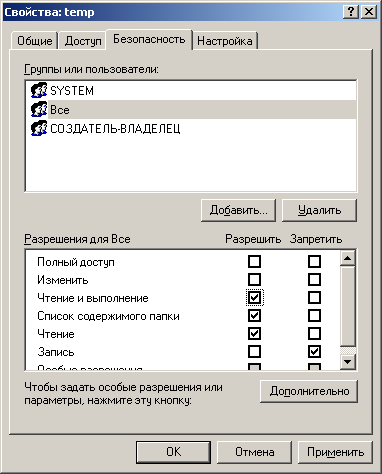 Свойства: temp
Общие Доступ Безопасность Настройка
Группы или пользователи:
SYSTEM
Все
СОЗДАТЕЛЬ-ВЛАДЕЛЕЦ
Добавить... Удалить
Разрешения для Все Разрешить Запретить
Полный доступ
Изменить
Чтение и выполнение
Список содержимого папки
Чтение
Запись
Особые разрешения
Чтобы задать особые разрешения или
параметры, нажмите эту кнопку:
Дополнительно
OK Отмена Применить